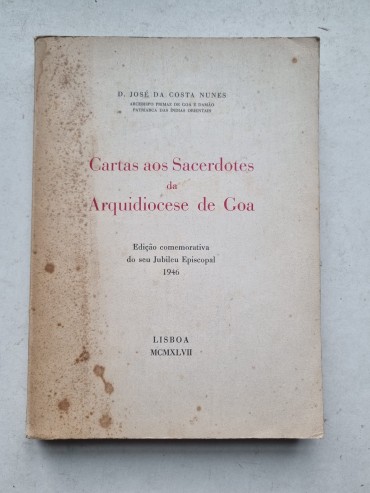 D. JOSÉ DA COSTA NUNES
ARCEBISPO PRIMAZ DE GOA E DAMÃO
PATRIARCA DAS ÍNDIAS ORIENTAIS
Cartas aos Sacerdotes
da
Arquidiocese de Goa
Edição comemorativa
do seu Jubileu Episcopal
1946
LISBOA
MCMXLVII